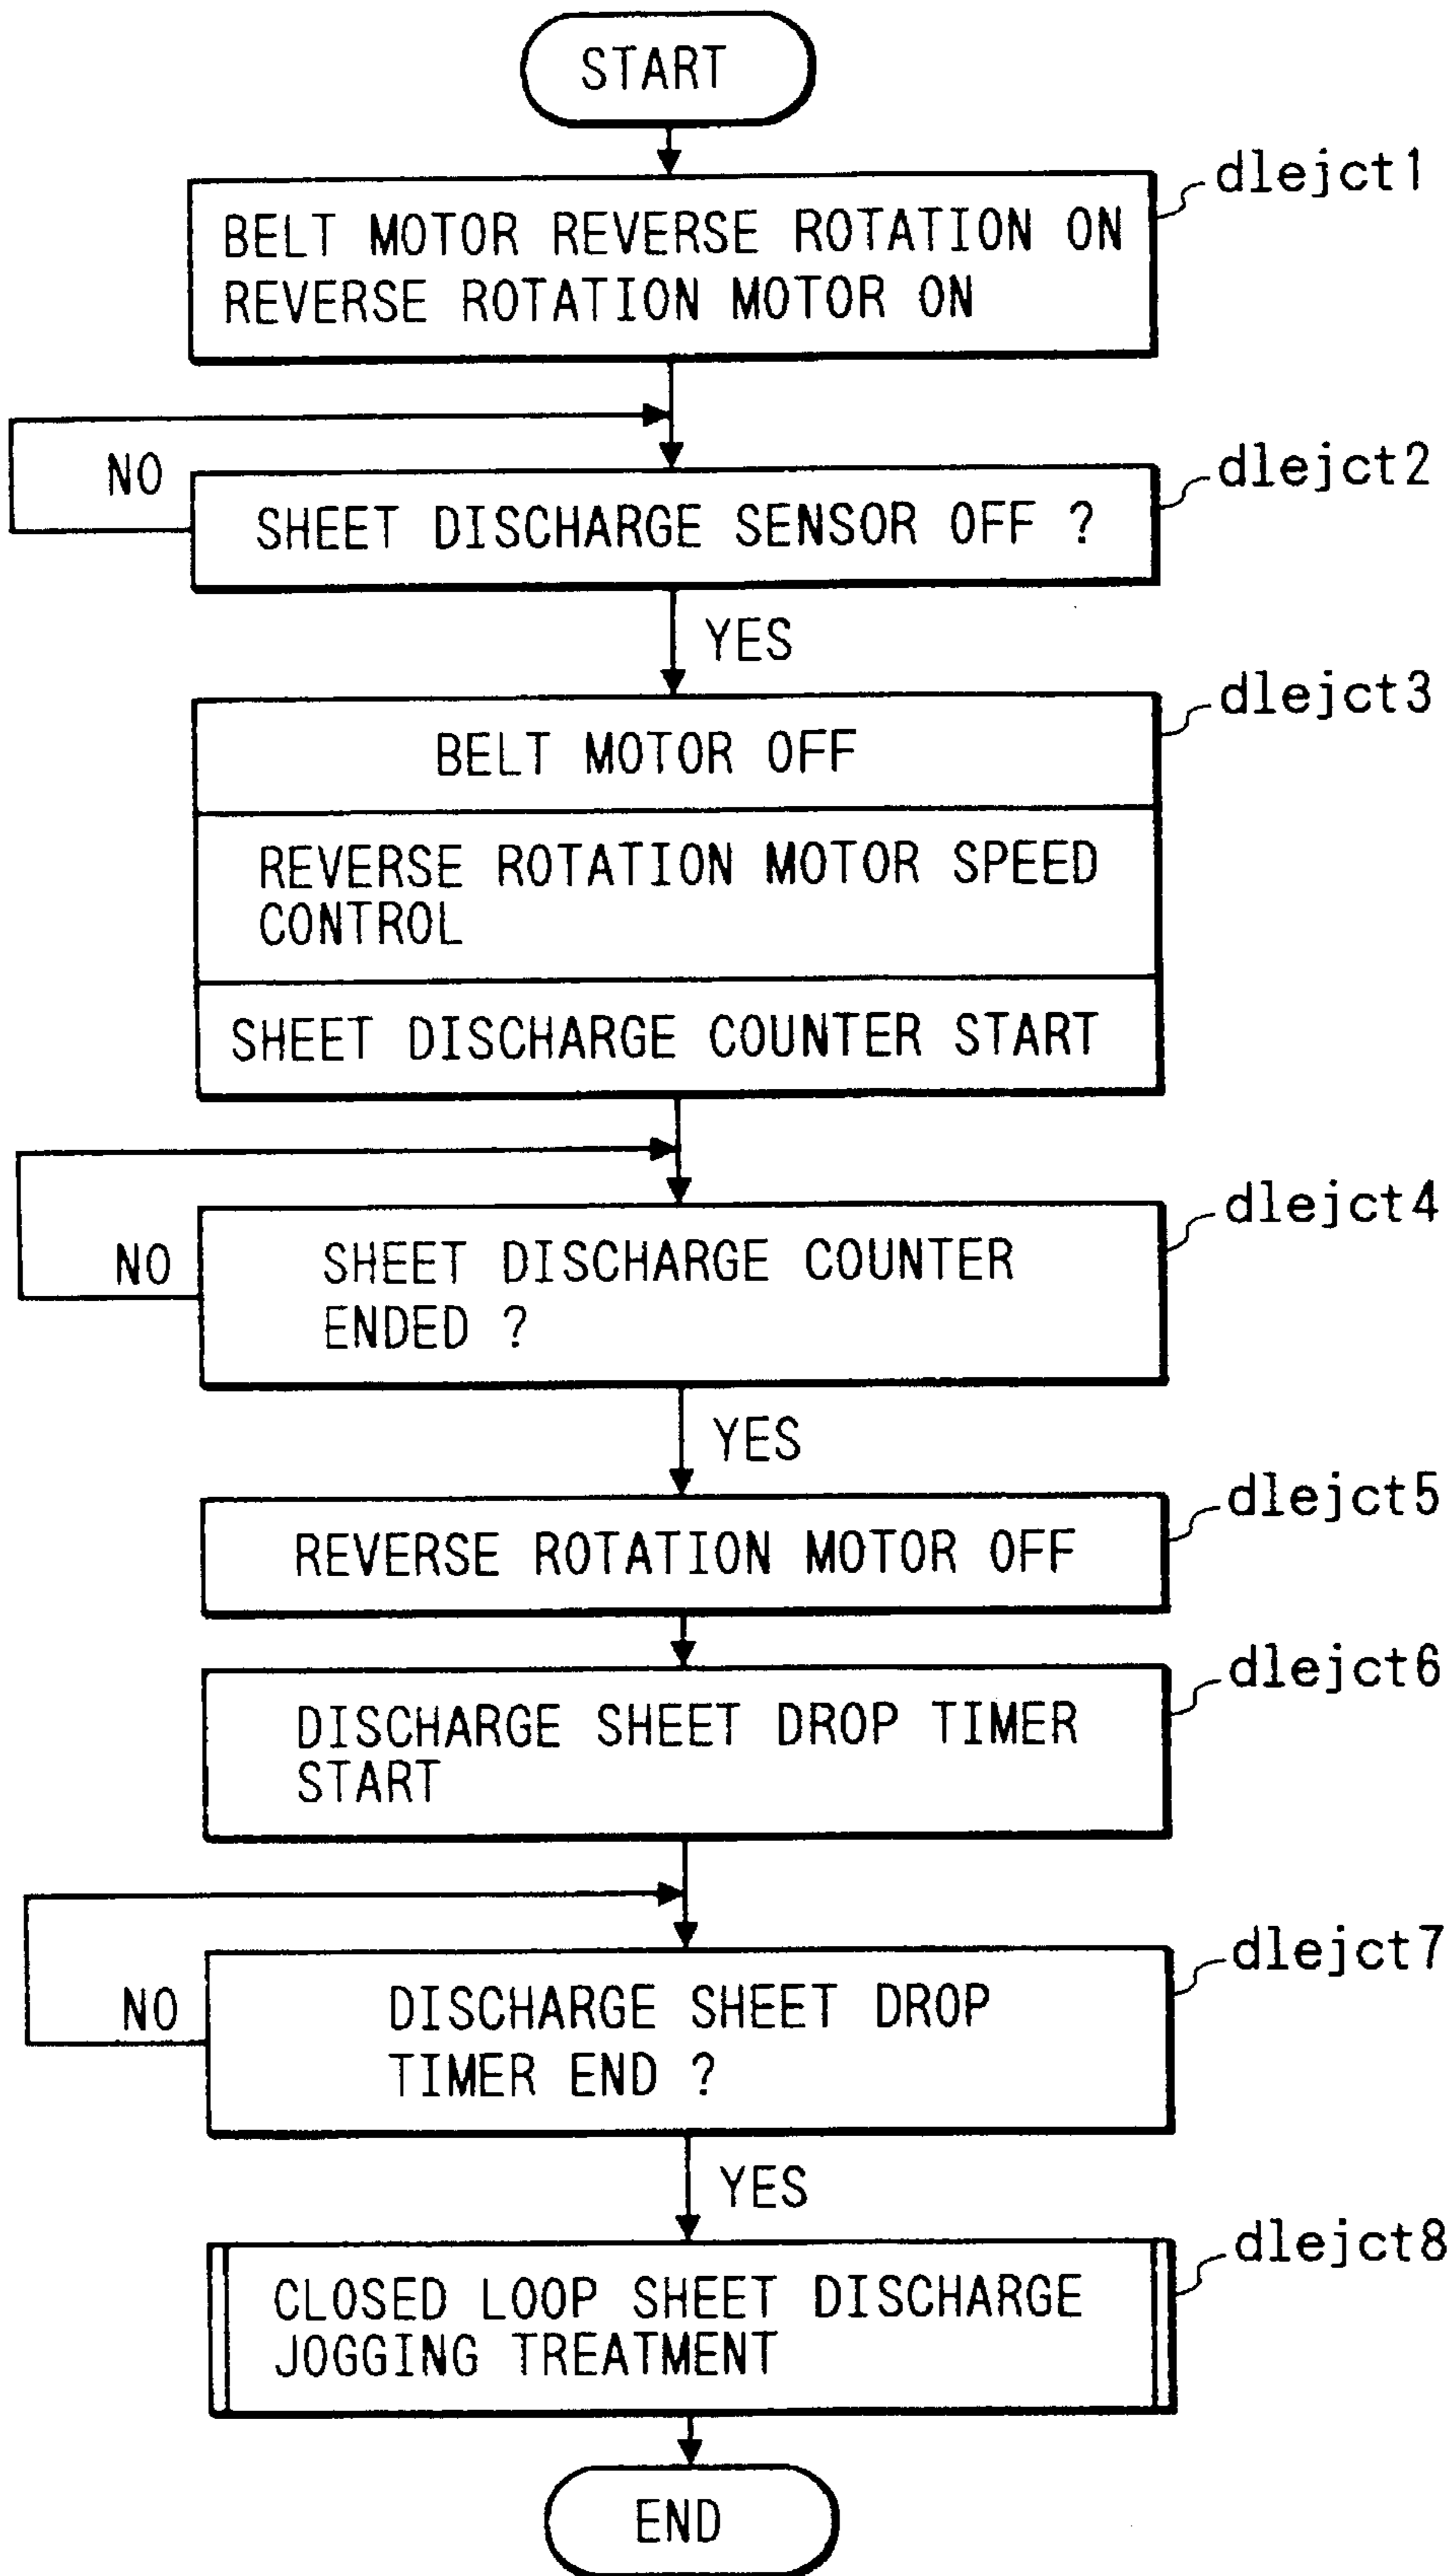 START
dlejct1
BELT MOTOR REVERSE ROTATION ON
REVERSE ROTATION MOTOR ON
dlejct2
NO
SHEET DISCHARGE SENSOR OFF ?
YES
dlejct3
BELT MOTOR OFF
REVERSE ROTATION MOTOR SPEED
CONTROL
SHEET DISCHARGE COUNTER START
dlejct4
NO
SHEET DISCHARGE COUNTER
ENDED ?
YES
dlejct5
REVERSE ROTATION MOTOR OFF
dlejct6
DISCHARGE SHEET DROP TIMER
START
dlejct7
NO
DISCHARGE SHEET DROP
TIMER END ?
YES
dlejct8
CLOSED LOOP SHEET DISCHARGE
JOGGING TREATMENT
END